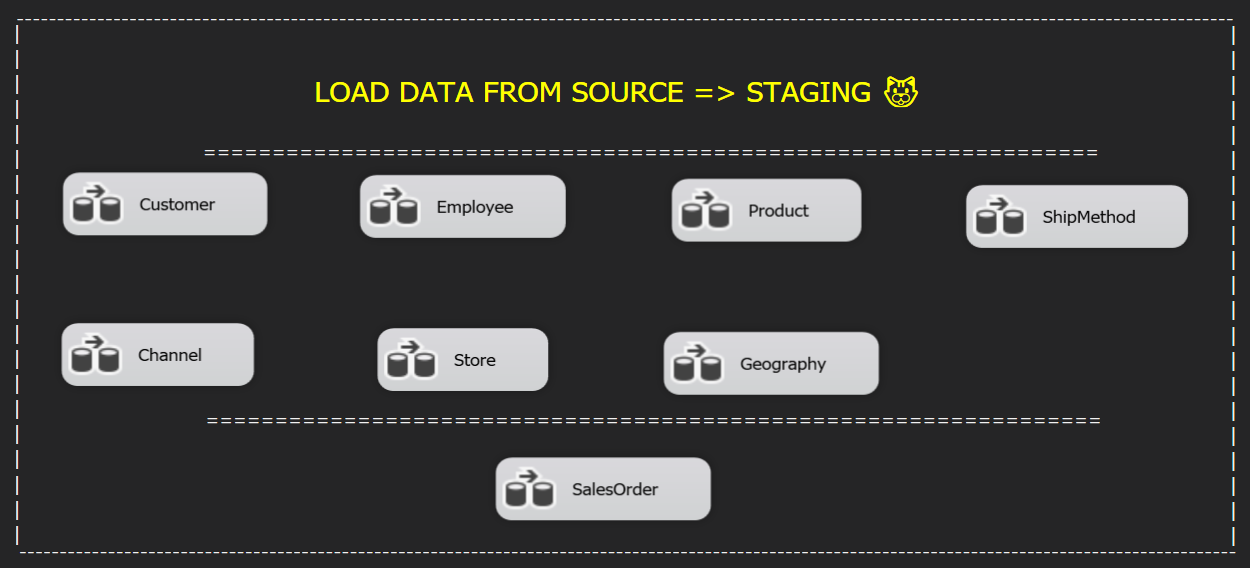 LOAD DATA FROM SOURCE => STAGING 😺
Customer
Employee
Product
ShipMethod
Channel
Store
Geography
SalesOrder